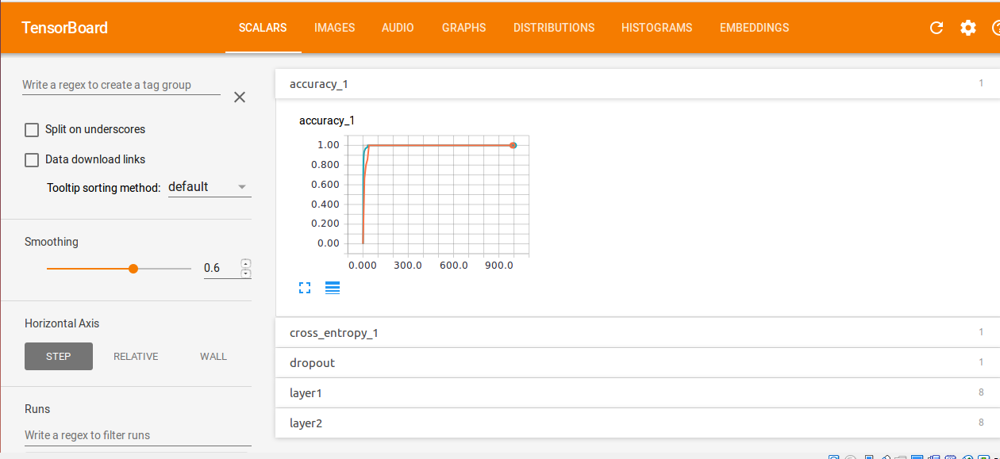 TensorBoard SCALARS IMAGES AUDIO GRAPHS DISTRIBUTIONS HISTOGRAMS EMBEDDINGS
Write a regex to create a tag group
Split on underscores
Data download links
Tooltip sorting method: default
Smoothing
0.6
Horizontal Axis
STEP RELATIVE WALL
Runs
Write a regex to filter runs
accuracy_1 1
accuracy_1
1.00
0.800
0.600
0.400
0.200
0.00
0.000 300.0 600.0 900.0
cross_entropy_1 1
dropout 1
layer1 8
layer2 8